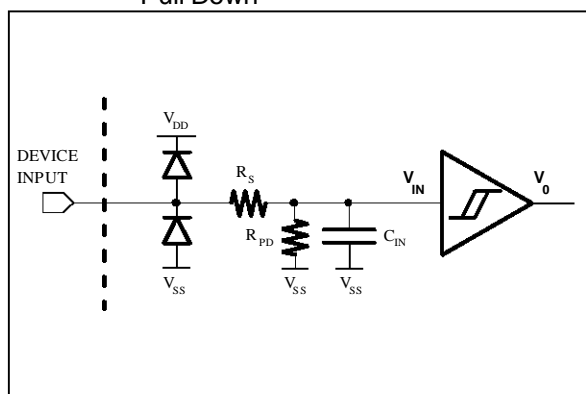 Pull Down
V_DD
DEVICE
INPUT
R_S
V_IN
V_0
R_PD
C_IN
V_SS
V_SS
V_SS